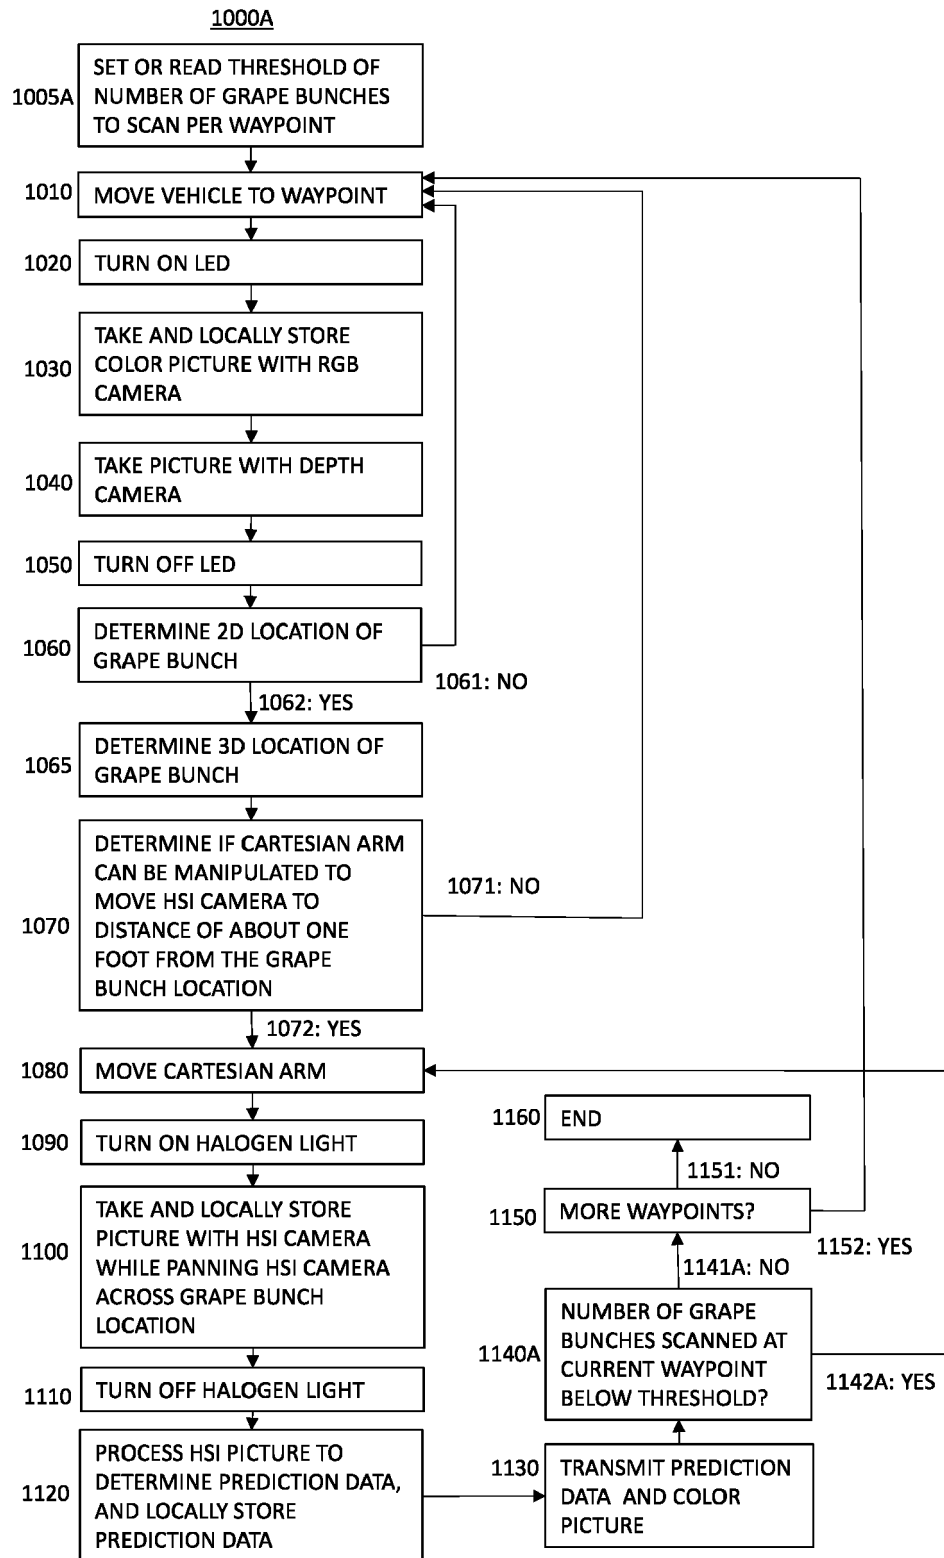 1000A
1005A
SET OR READ THRESHOLD OF
NUMBER OF GRAPE BUNCHES
TO SCAN PER WAYPOINT
1010
MOVE VEHICLE TO WAYPOINT
1020
TURN ON LED
1030
TAKE AND LOCALLY STORE
COLOR PICTURE WITH RGB
CAMERA
1040
TAKE PICTURE WITH DEPTH
CAMERA
1050
TURN OFF LED
1060
DETERMINE 2D LOCATION OF
GRAPE BUNCH
1061: NO
1062: YES
1065
DETERMINE 3D LOCATION OF
GRAPE BUNCH
1070
DETERMINE IF CARTESIAN ARM
CAN BE MANIPULATED TO
MOVE HSI CAMERA TO
DISTANCE OF ABOUT ONE
FOOT FROM THE GRAPE
BUNCH LOCATION
1071: NO
1072: YES
1080
MOVE CARTESIAN ARM
1090
TURN ON HALOGEN LIGHT
1100
TAKE AND LOCALLY STORE
PICTURE WITH HSI CAMERA
WHILE PANNING HSI CAMERA
ACROSS GRAPE BUNCH
LOCATION
1110
TURN OFF HALOGEN LIGHT
1120
PROCESS HSI PICTURE TO
DETERMINE PREDICTION DATA,
AND LOCALLY STORE
PREDICTION DATA
1130
TRANSMIT PREDICTION
DATA AND COLOR
PICTURE
1140A
NUMBER OF GRAPE
BUNCHES SCANNED AT
CURRENT WAYPOINT
BELOW THRESHOLD?
1142A: YES
1141A: NO
1150
MORE WAYPOINTS?
1152: YES
1151: NO
1160
END